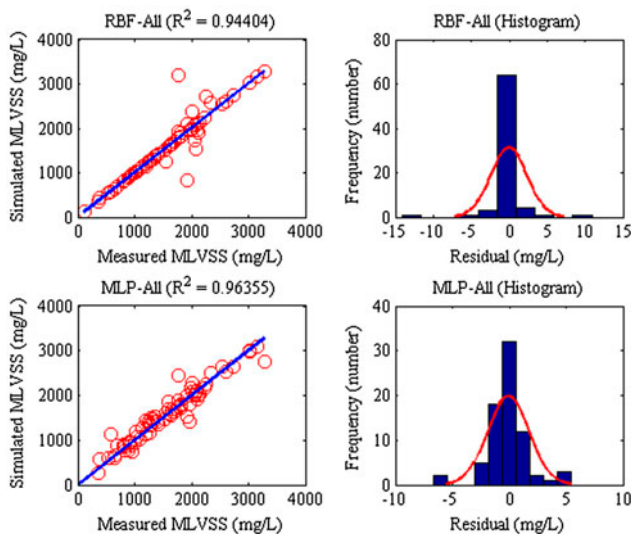 RBF-All (R² = 0.94404)
Simulated MLVSS (mg/L)
4000
3000
2000
1000
0
0 1000 2000 3000 4000
Measured MLVSS (mg/L)
RBF-All (Histogram)
Frequency (number)
80
60
40
20
0
-15 -10 -5 0 5 10 15
Residual (mg/L)
MLP-All (R² = 0.96355)
Simulated MLVSS (mg/L)
4000
3000
2000
1000
0
0 1000 2000 3000 4000
Measured MLVSS (mg/L)
MLP-All (Histogram)
Frequency (number)
40
30
20
10
0
-10 -5 0 5 10
Residual (mg/L)